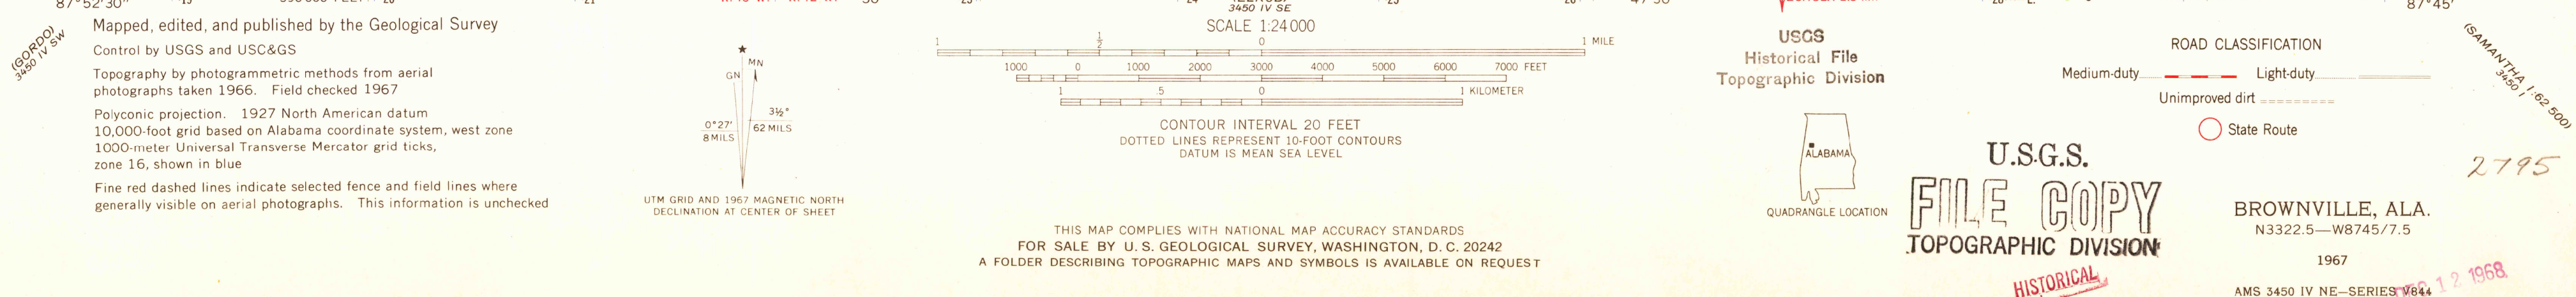 87°52'30"
3450 IV SE
87°45'
(GORDO)
3450 IV SW
Mapped, edited, and published by the Geological Survey
Control by USGS and USC&GS
Topography by photogrammetric methods from aerial
photographs taken 1966. Field checked 1967
Polyconic projection. 1927 North American datum
10,000-foot grid based on Alabama coordinate system, west zone
1000-meter Universal Transverse Mercator grid ticks,
zone 16, shown in blue
Fine red dashed lines indicate selected fence and field lines where
generally visible on aerial photographs. This information is unchecked
★
MN
GN
3½°
0°27'
62 MILS
8 MILS
UTM GRID AND 1967 MAGNETIC NORTH
DECLINATION AT CENTER OF SHEET
SCALE 1:24 000
1 ½ 0 1 MILE
1000 0 1000 2000 3000 4000 5000 6000 7000 FEET
1 .5 0 1 KILOMETER
CONTOUR INTERVAL 20 FEET
DOTTED LINES REPRESENT 10-FOOT CONTOURS
DATUM IS MEAN SEA LEVEL
THIS MAP COMPLIES WITH NATIONAL MAP ACCURACY STANDARDS
FOR SALE BY U. S. GEOLOGICAL SURVEY, WASHINGTON, D. C. 20242
A FOLDER DESCRIBING TOPOGRAPHIC MAPS AND SYMBOLS IS AVAILABLE ON REQUEST
USGS
Historical File
Topographic Division
ALABAMA
QUADRANGLE LOCATION
ROAD CLASSIFICATION
Medium-duty Light-duty
Unimproved dirt
State Route
(SAMANTHA 1:62 500)
3450 I
U.S.G.S.
FILE COPY
TOPOGRAPHIC DIVISION
HISTORICAL
2795
BROWNVILLE, ALA.
N3322.5—W8745/7.5
1967
AMS 3450 IV NE—SERIES V844
DEC 12 1968